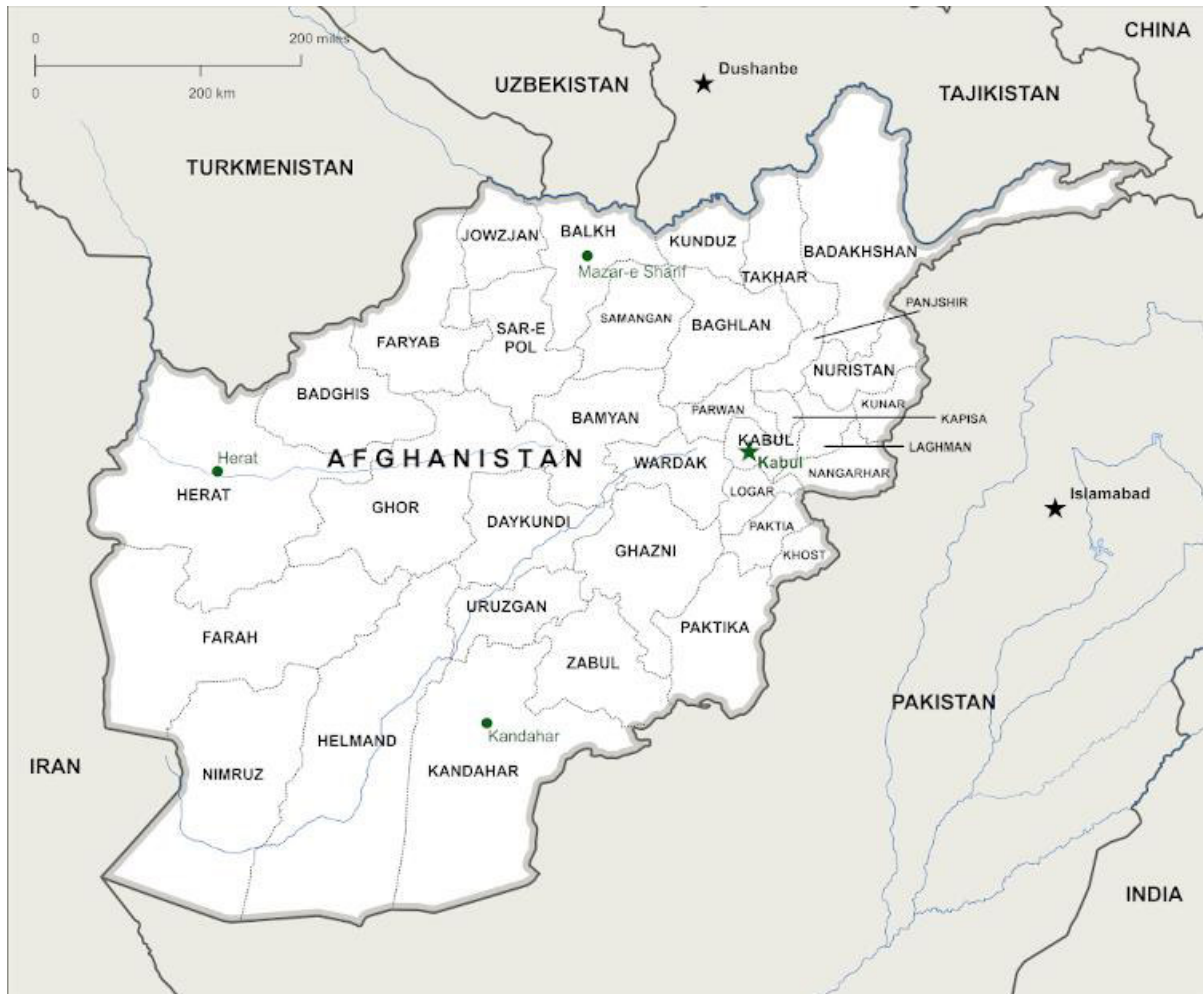 0 200 miles
0 200 km
CHINA
UZBEKISTAN
Dushanbe
TAJIKISTAN
TURKMENISTAN
JOWZJAN
BALKH
KUNDUZ
BADAKHSHAN
Mazar-e Sharif
TAKHAR
PANJSHIR
SAMANGAN
BAGHLAN
SAR-E
POL
FARYAB
NURISTAN
BADGHIS
KUNAR
PARWAN
BAMYAN
KAPISA
KABUL
LAGHMAN
Herat
AFGHANISTAN
WARDAK
Kabul
NANGARHAR
HERAT
LOGAR
Islamabad
GHOR
DAYKUNDI
PAKTIA
GHAZNI
KHOST
URUZGAN
PAKTIKA
FARAH
ZABUL
PAKISTAN
Kandahar
HELMAND
IRAN
NIMRUZ
KANDAHAR
INDIA